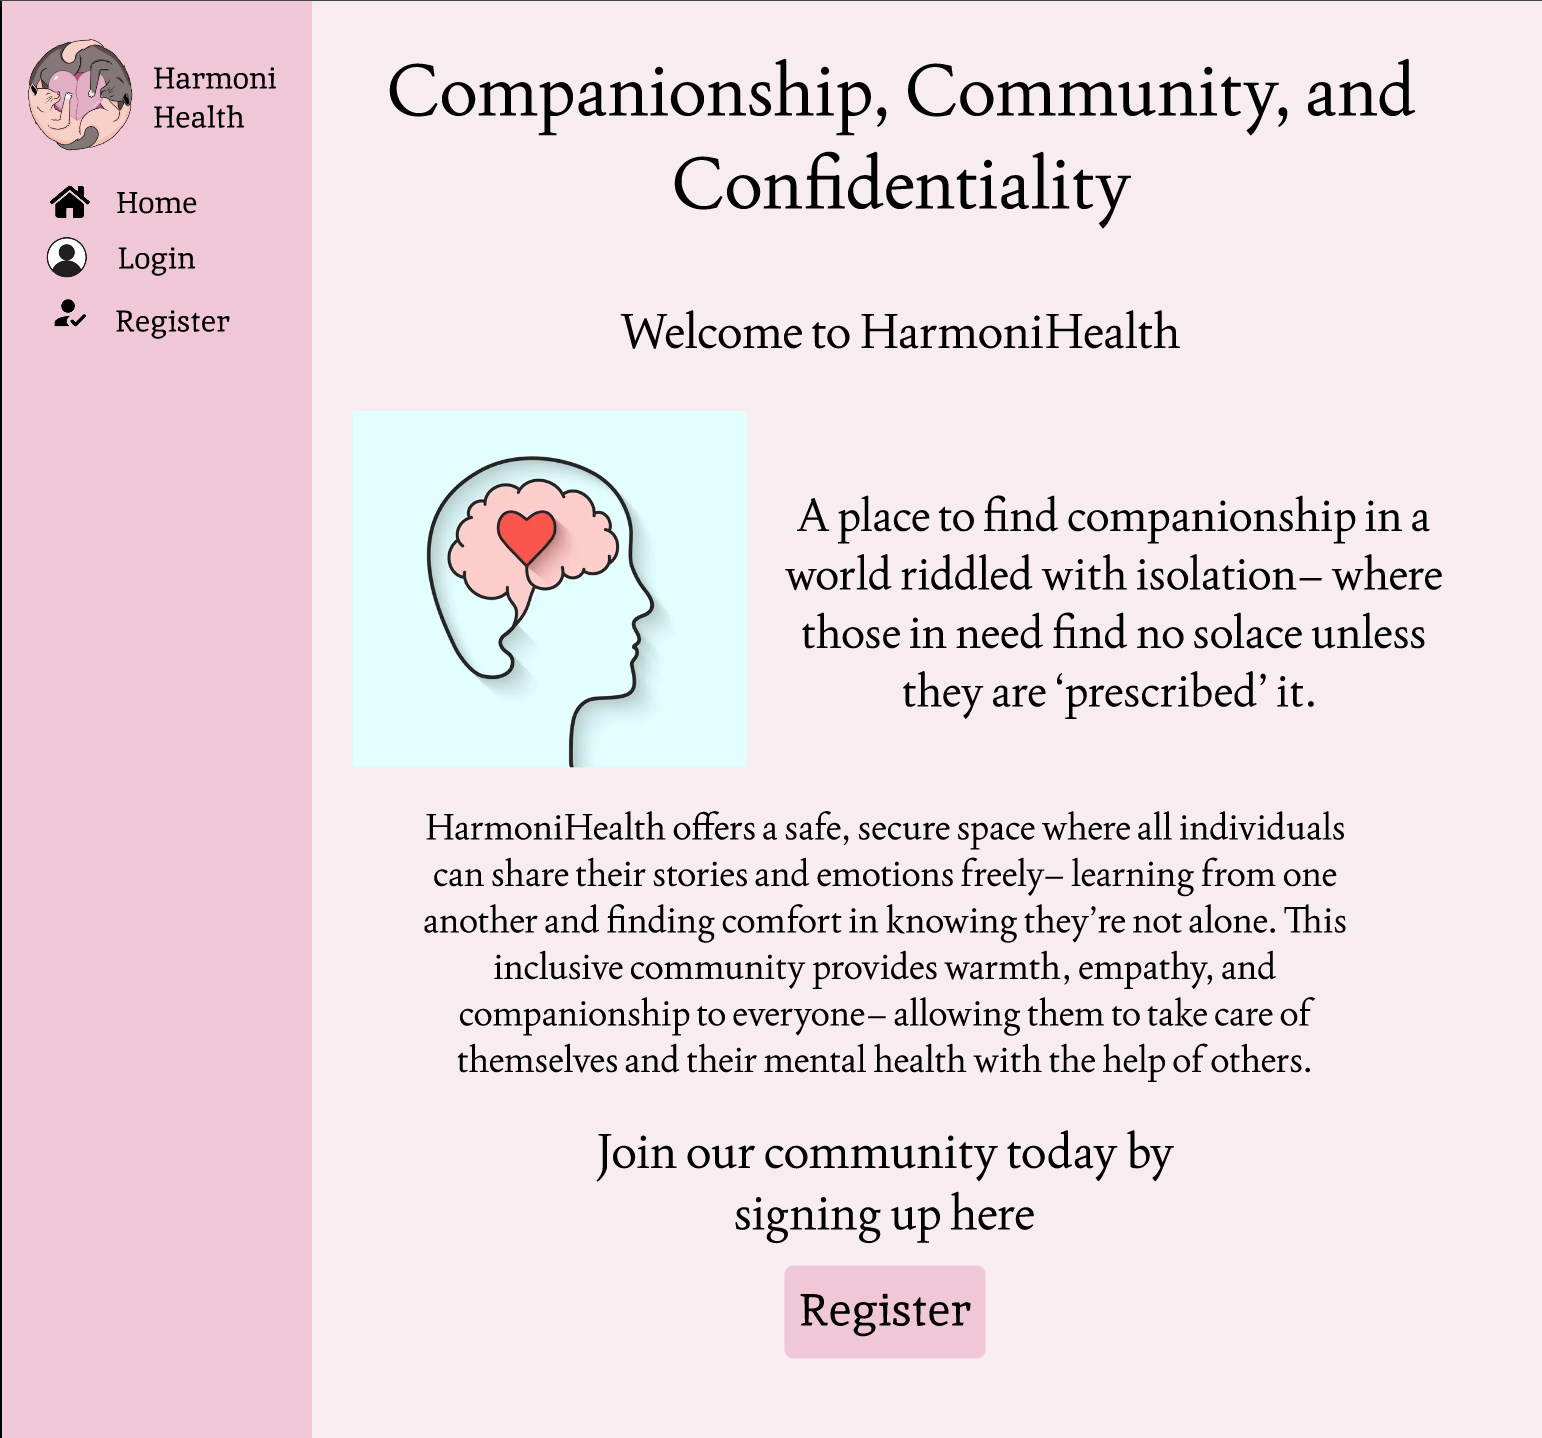 Harmoni
Health
Home
Login
Register
Companionship, Community, and
Confidentiality
Welcome to HarmoniHealth
A place to find companionship in a
world riddled with isolation– where
those in need find no solace unless
they are ‘prescribed’ it.
HarmoniHealth offers a safe, secure space where all individuals
can share their stories and emotions freely– learning from one
another and finding comfort in knowing they’re not alone. This
inclusive community provides warmth, empathy, and
companionship to everyone– allowing them to take care of
themselves and their mental health with the help of others.
Join our community today by
signing up here
Register